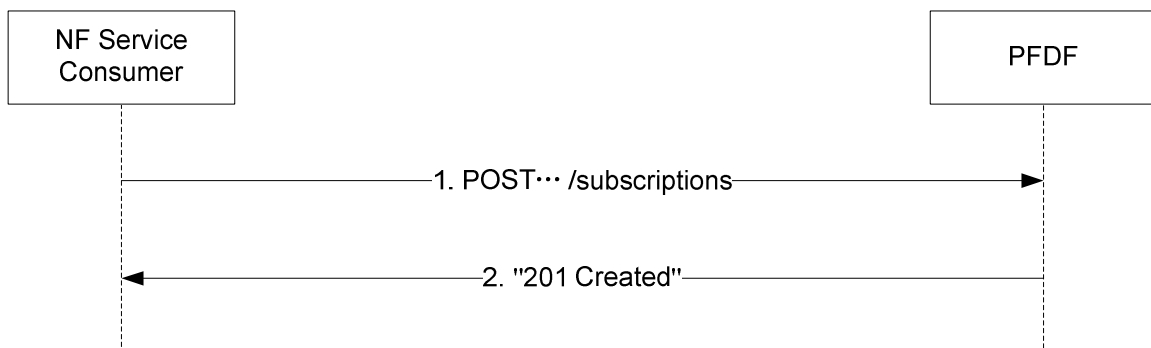 NF Service
Consumer
PFDF
1. POST··· /subscriptions
2. "201 Created"